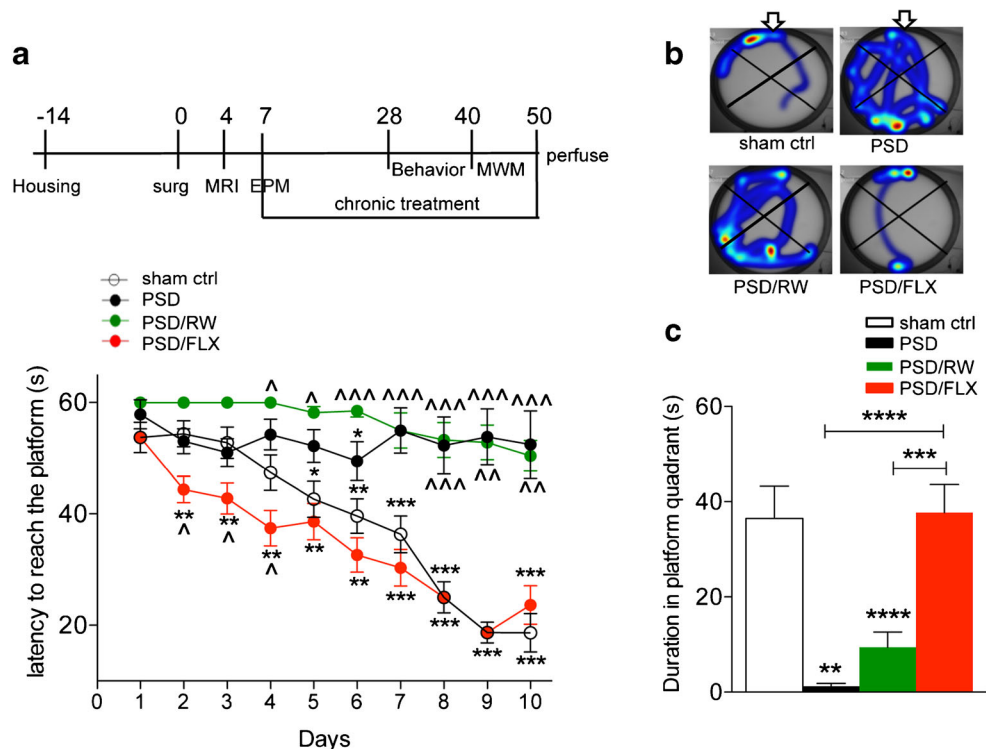 a
-14 0 4 7 28 40 50
Housing surg MRI EPM Behavior MWM perfuse
chronic treatment
sham ctrl
PSD
PSD/RW
PSD/FLX
latency to reach the platform (s)
60
40
20
^ ^ ^^^ ^^^ ^^^ ^^^ ^^^
* * ** *** ^^^ ^^ ^^
** ** ** ** ** *** *** *** ***
^ ^ ^ *** *** ***
0 1 2 3 4 5 6 7 8 9 10
Days
b
sham ctrl PSD
PSD/RW PSD/FLX
c
sham ctrl
PSD
PSD/RW
PSD/FLX
Duration in platform quadrant (s)
60
40
20
0
****
***
****
**